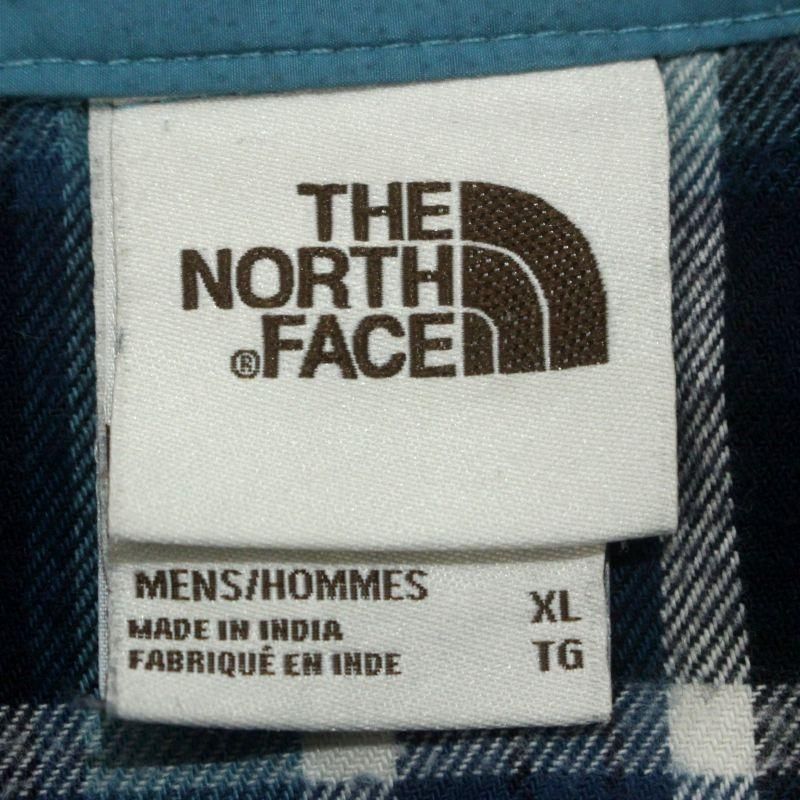 THE
NORTH
® FACE
MENS/HOMMES XL
MADE IN INDIA
FABRIQUÉ EN INDE TG